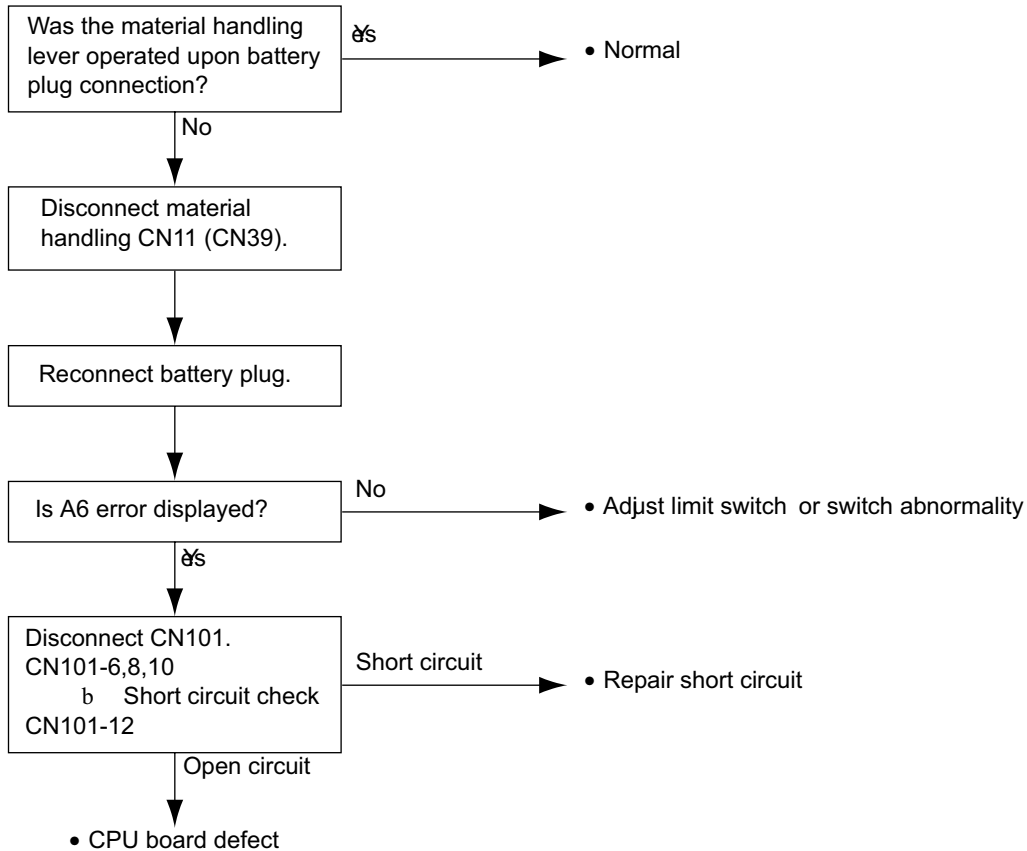 Was the material handling
lever operated upon battery
plug connection?
Yes
• Normal
No
Disconnect material
handling CN11 (CN39).
Reconnect battery plug.
Is A6 error displayed?
No
• Adjust limit switch or switch abnormality
Yes
Disconnect CN101.
CN101-6,8,10
b Short circuit check
CN101-12
Short circuit
• Repair short circuit
Open circuit
• CPU board defect